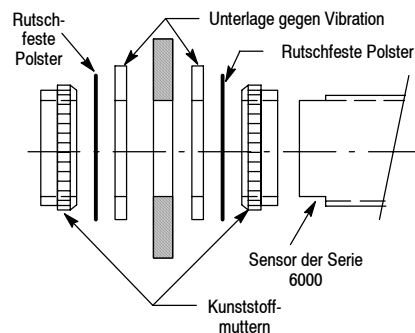 Rutsch-
feste
Polster
Unterlage gegen Vibration
Rutschfeste Polster
Sensor der Serie
6000
Kunststoff-
muttern